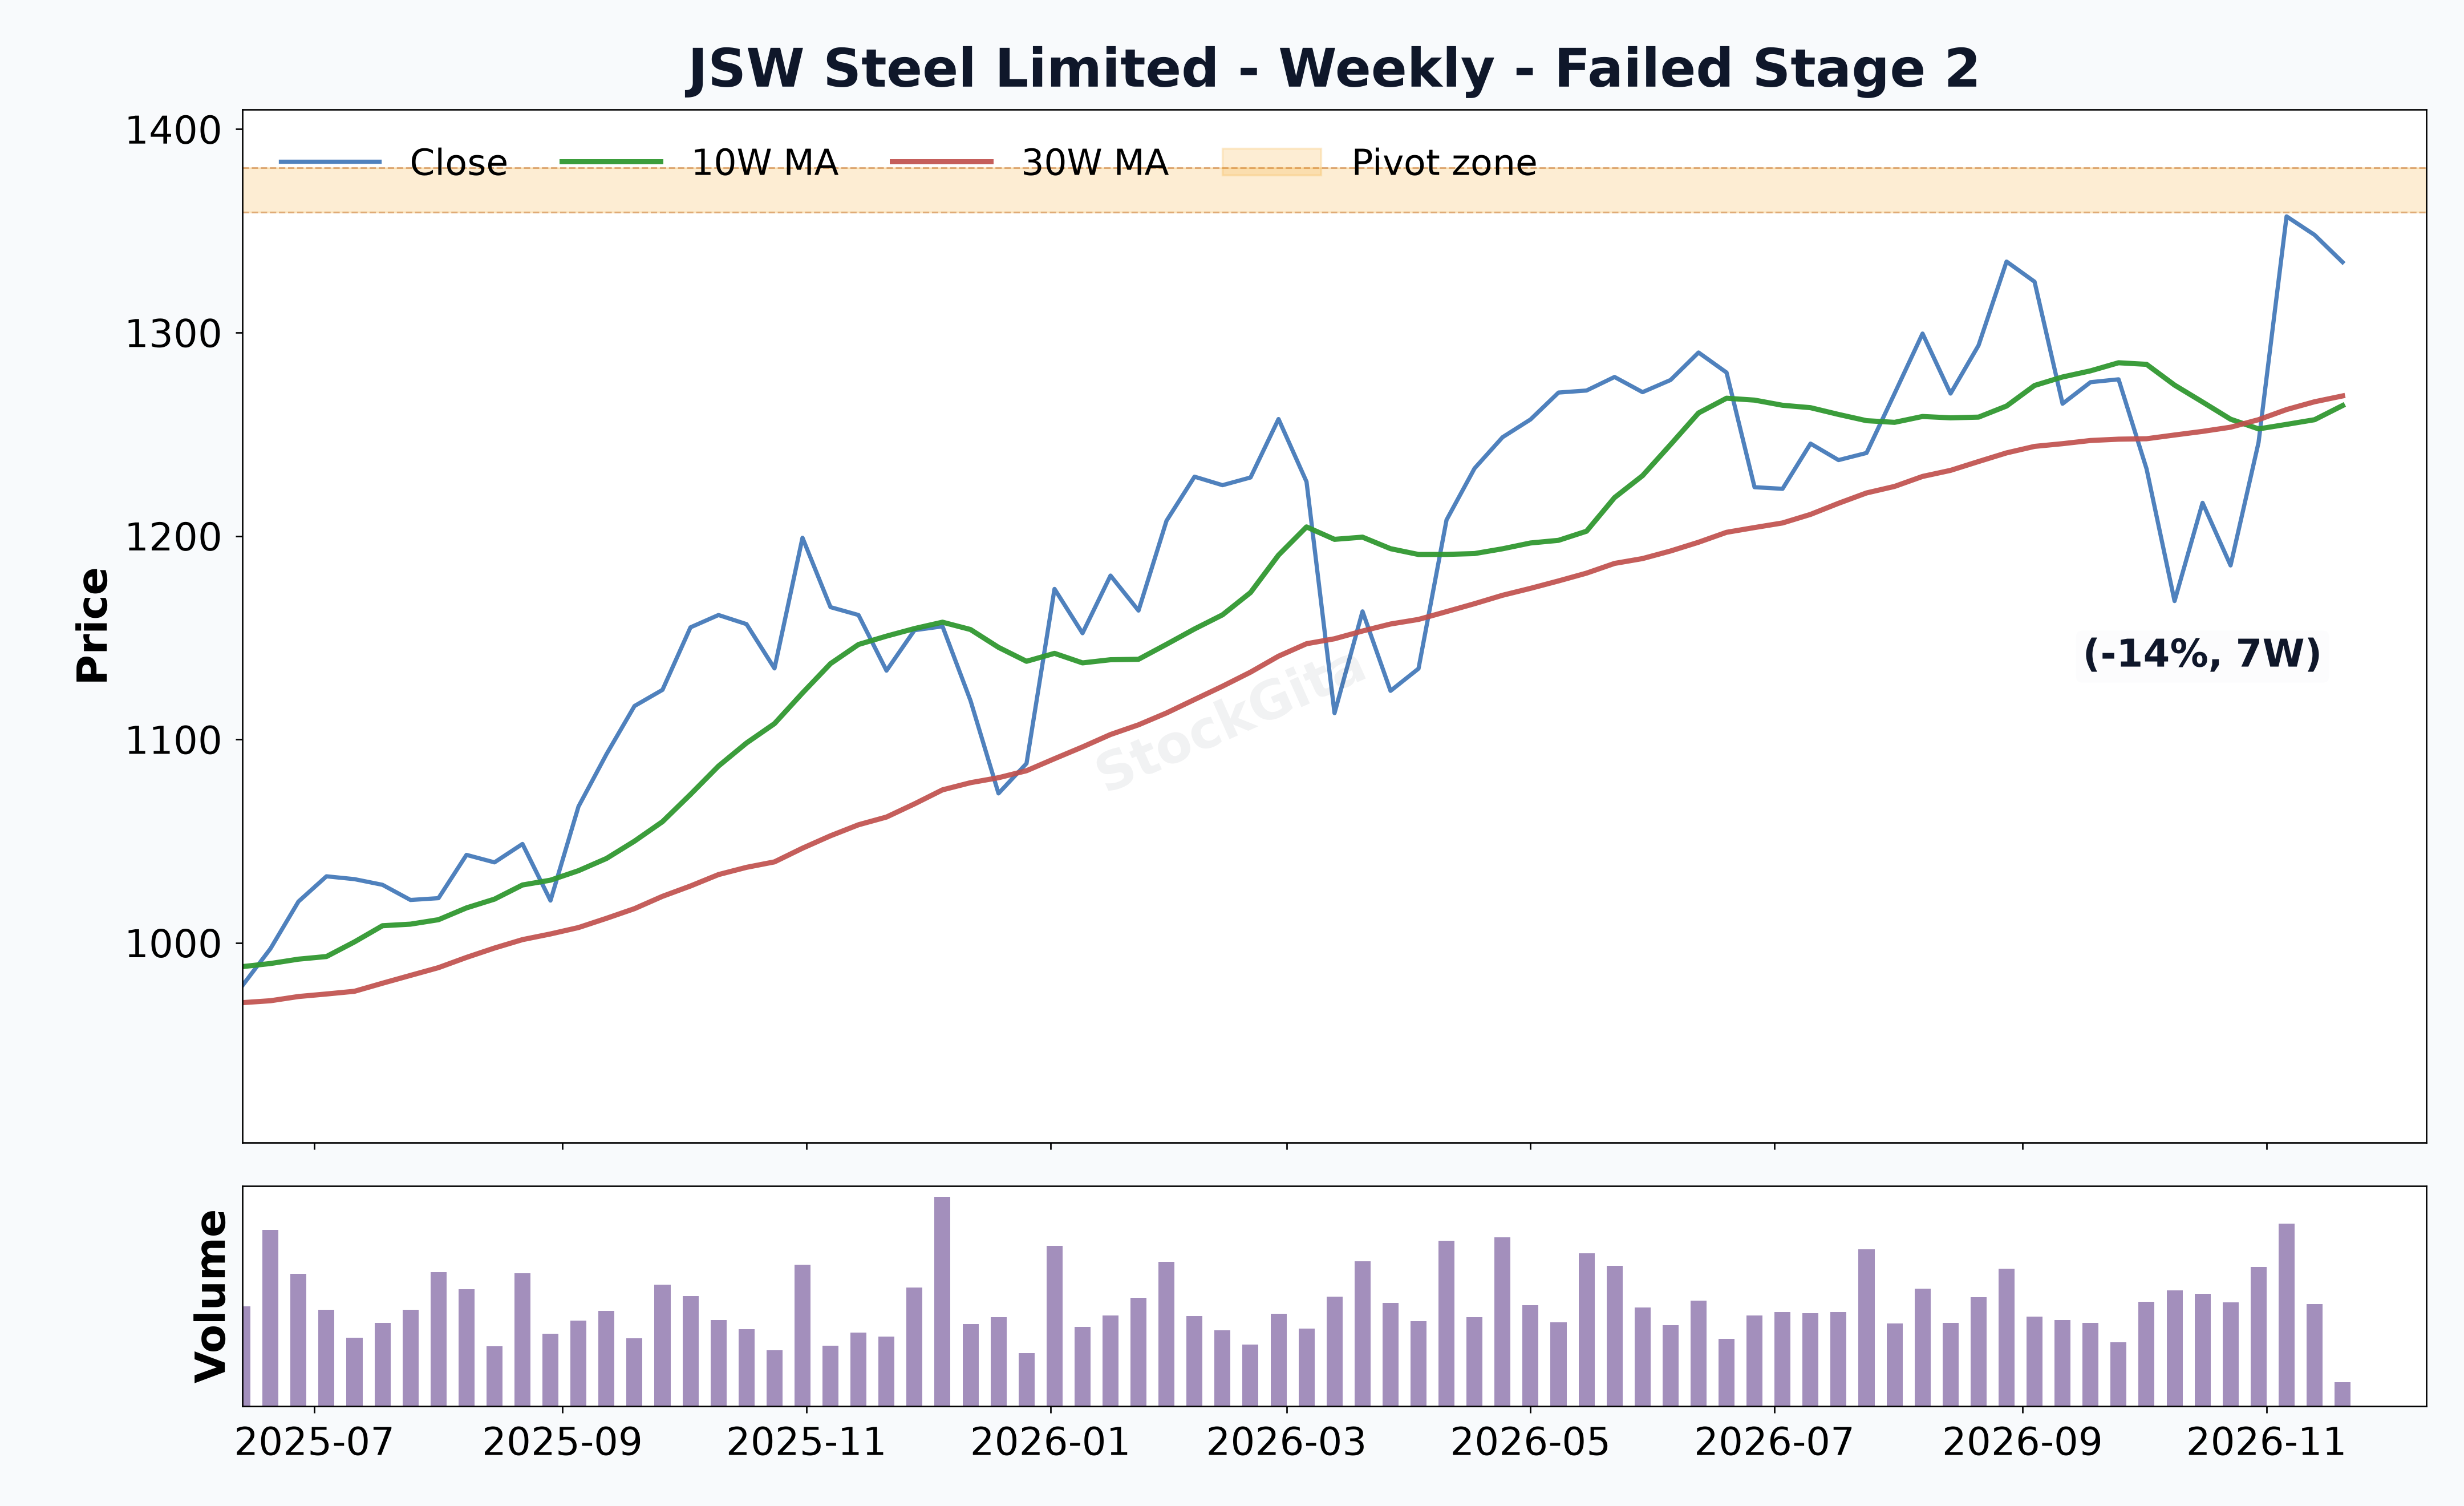 JSW Steel Limited - Weekly - Failed Stage 2
Close 10W MA 30W MA Pivot zone
1400
1300
1200
1100
1000
Price
(-14%, 7W)
StockGita
Volume
2025-07 2025-09 2025-11 2026-01 2026-03 2026-05 2026-07 2026-09 2026-11